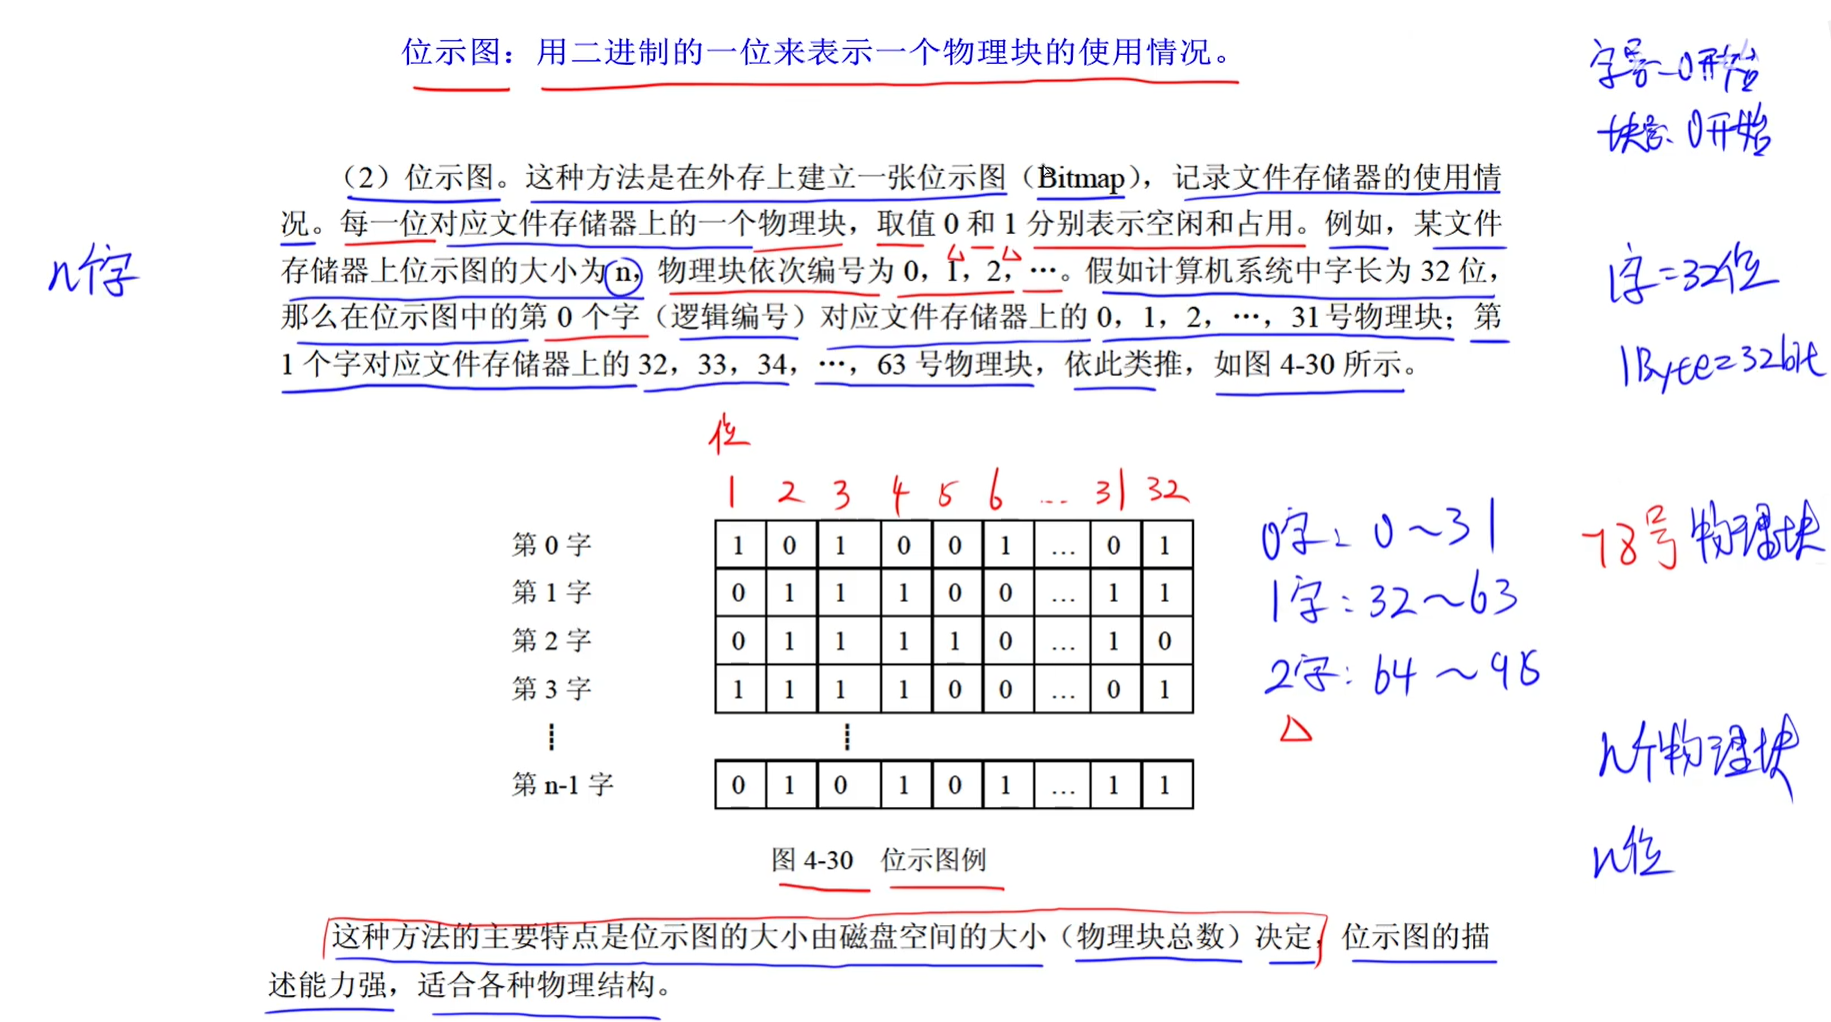 位示图：用二进制的一位来表示一个物理块的使用情况。
字号-0开始
块号、0开始
（2）位示图。这种方法是在外存上建立一张位示图（Bitmap），记录文件存储器的使用情
况。每一位对应文件存储器上的一个物理块，取值 0 和 1 分别表示空闲和占用。例如，某文件
存储器上位示图的大小为 n，物理块依次编号为 0，1，2，…。假如计算机系统中字长为 32 位，
那么在位示图中的第 0 个字（逻辑编号）对应文件存储器上的 0，1，2，…，31号物理块；第
1 个字对应文件存储器上的 32，33，34，…，63 号物理块，依此类推，如图 4-30 所示。
n个字
1字=32位
1Byte=32bit
位
1 2 3 4 5 6 … 31 32
第 0 字 1 0 1 0 0 1 … 0 1
第 1 字 0 1 1 1 0 0 … 1 1
第 2 字 0 1 1 1 1 0 … 1 0
第 3 字 1 1 1 1 0 0 … 0 1
第 n-1 字 0 1 0 1 0 1 … 1 1
0字: 0～31
1字: 32～63
2字: 64～95
78号物理块
n个物理块
n位
图 4-30 位示图例
这种方法的主要特点是位示图的大小由磁盘空间的大小（物理块总数）决定，位示图的描
述能力强，适合各种物理结构。